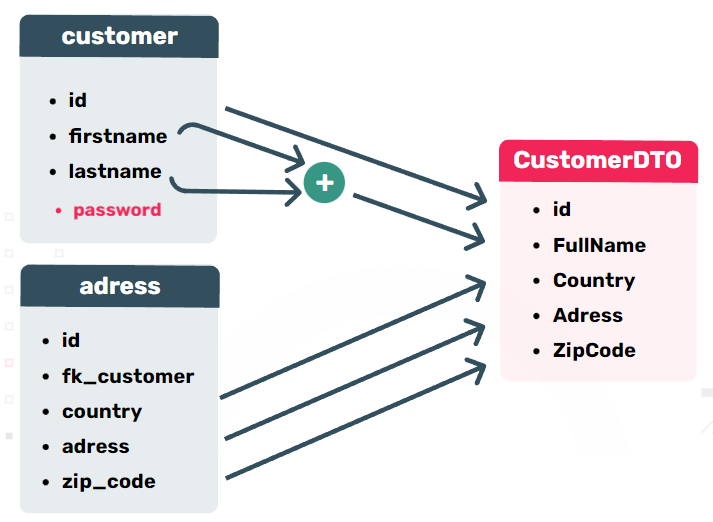 customer
• id
• firstname
• lastname
• password
+
adress
• id
• fk_customer
• country
• adress
• zip_code
CustomerDTO
• id
• FullName
• Country
• Adress
• ZipCode